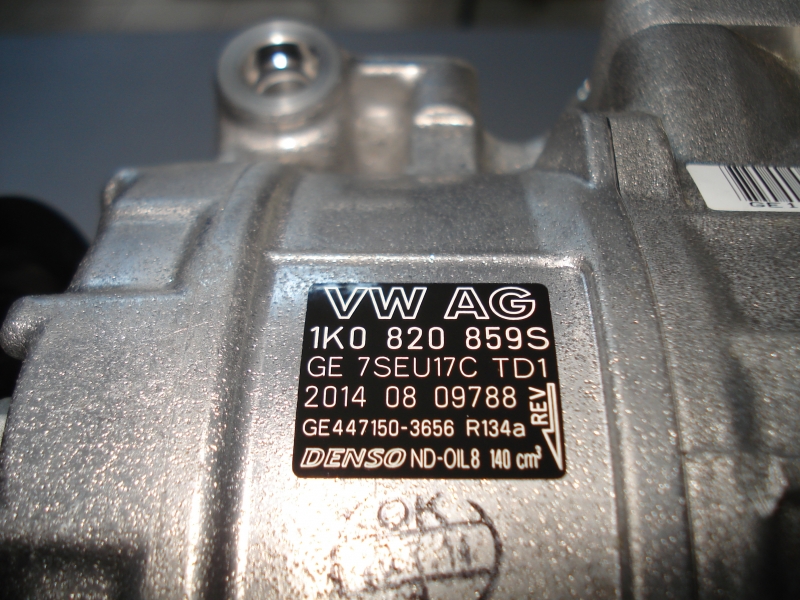 VW AG
1K0 820 859S
GE 7SEU17C TD1
2014 08 09788
REV
GE447150-3656 R134a
DENSO ND-OIL8 140 cm³
OK
GE1